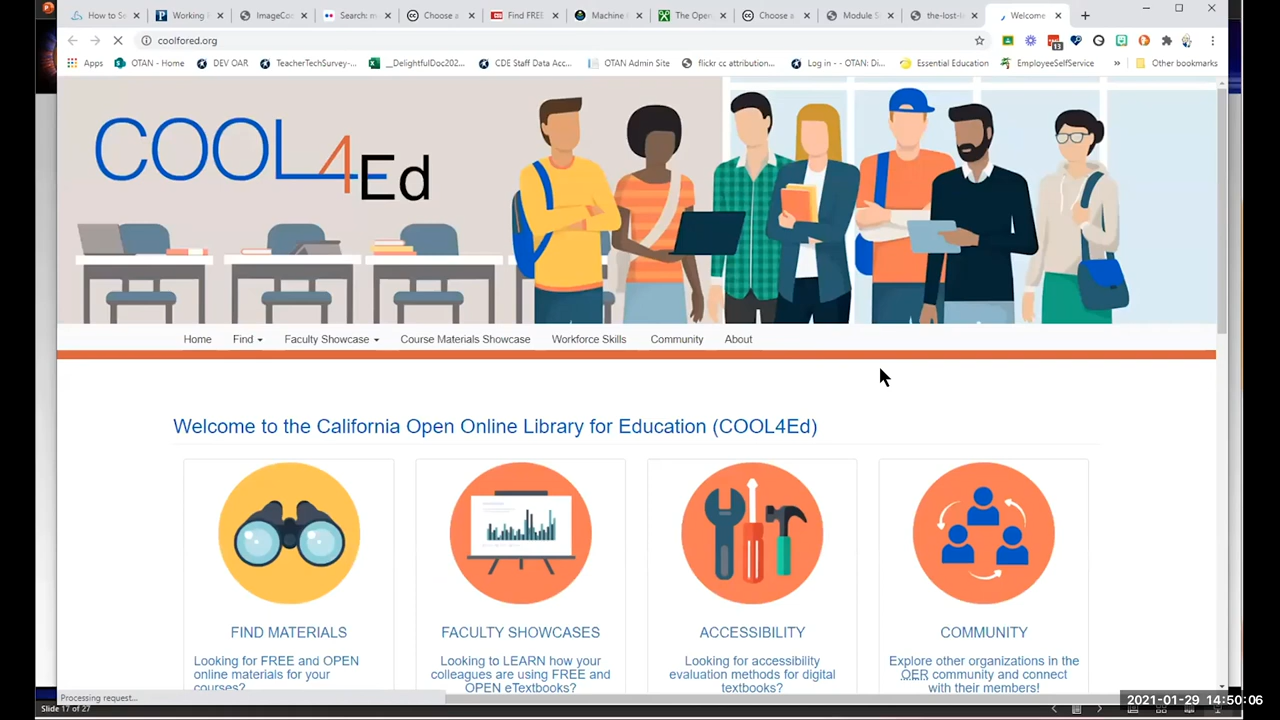 How to Se
Working
ImageCo
Search: m
Choose a
Find FREE
Machine l
The Open
Choose a
Module S
the-lost-l
Welcome
coolfored.org
13
Apps
OTAN - Home
DEV OAR
TeacherTechSurvey-...
_DelightfulDoc202...
CDE Staff Data Acc...
OTAN Admin Site
flickr cc attribution...
Log in - - OTAN: Di...
Essential Education
EmployeeSelfService
»
Other bookmarks
COOL4Ed
Home
Find
Faculty Showcase
Course Materials Showcase
Workforce Skills
Community
About
Welcome to the California Open Online Library for Education (COOL4Ed)
FIND MATERIALS
Looking for FREE and OPEN
online materials for your
courses?
FACULTY SHOWCASES
Looking to LEARN how your
colleagues are using FREE and
OPEN eTextbooks?
ACCESSIBILITY
Looking for accessibility
evaluation methods for digital
textbooks?
COMMUNITY
Explore other organizations in the
OER community and connect
with their members!
Processing request...
Slide 17 of 27
2021-01-29 14:50:06